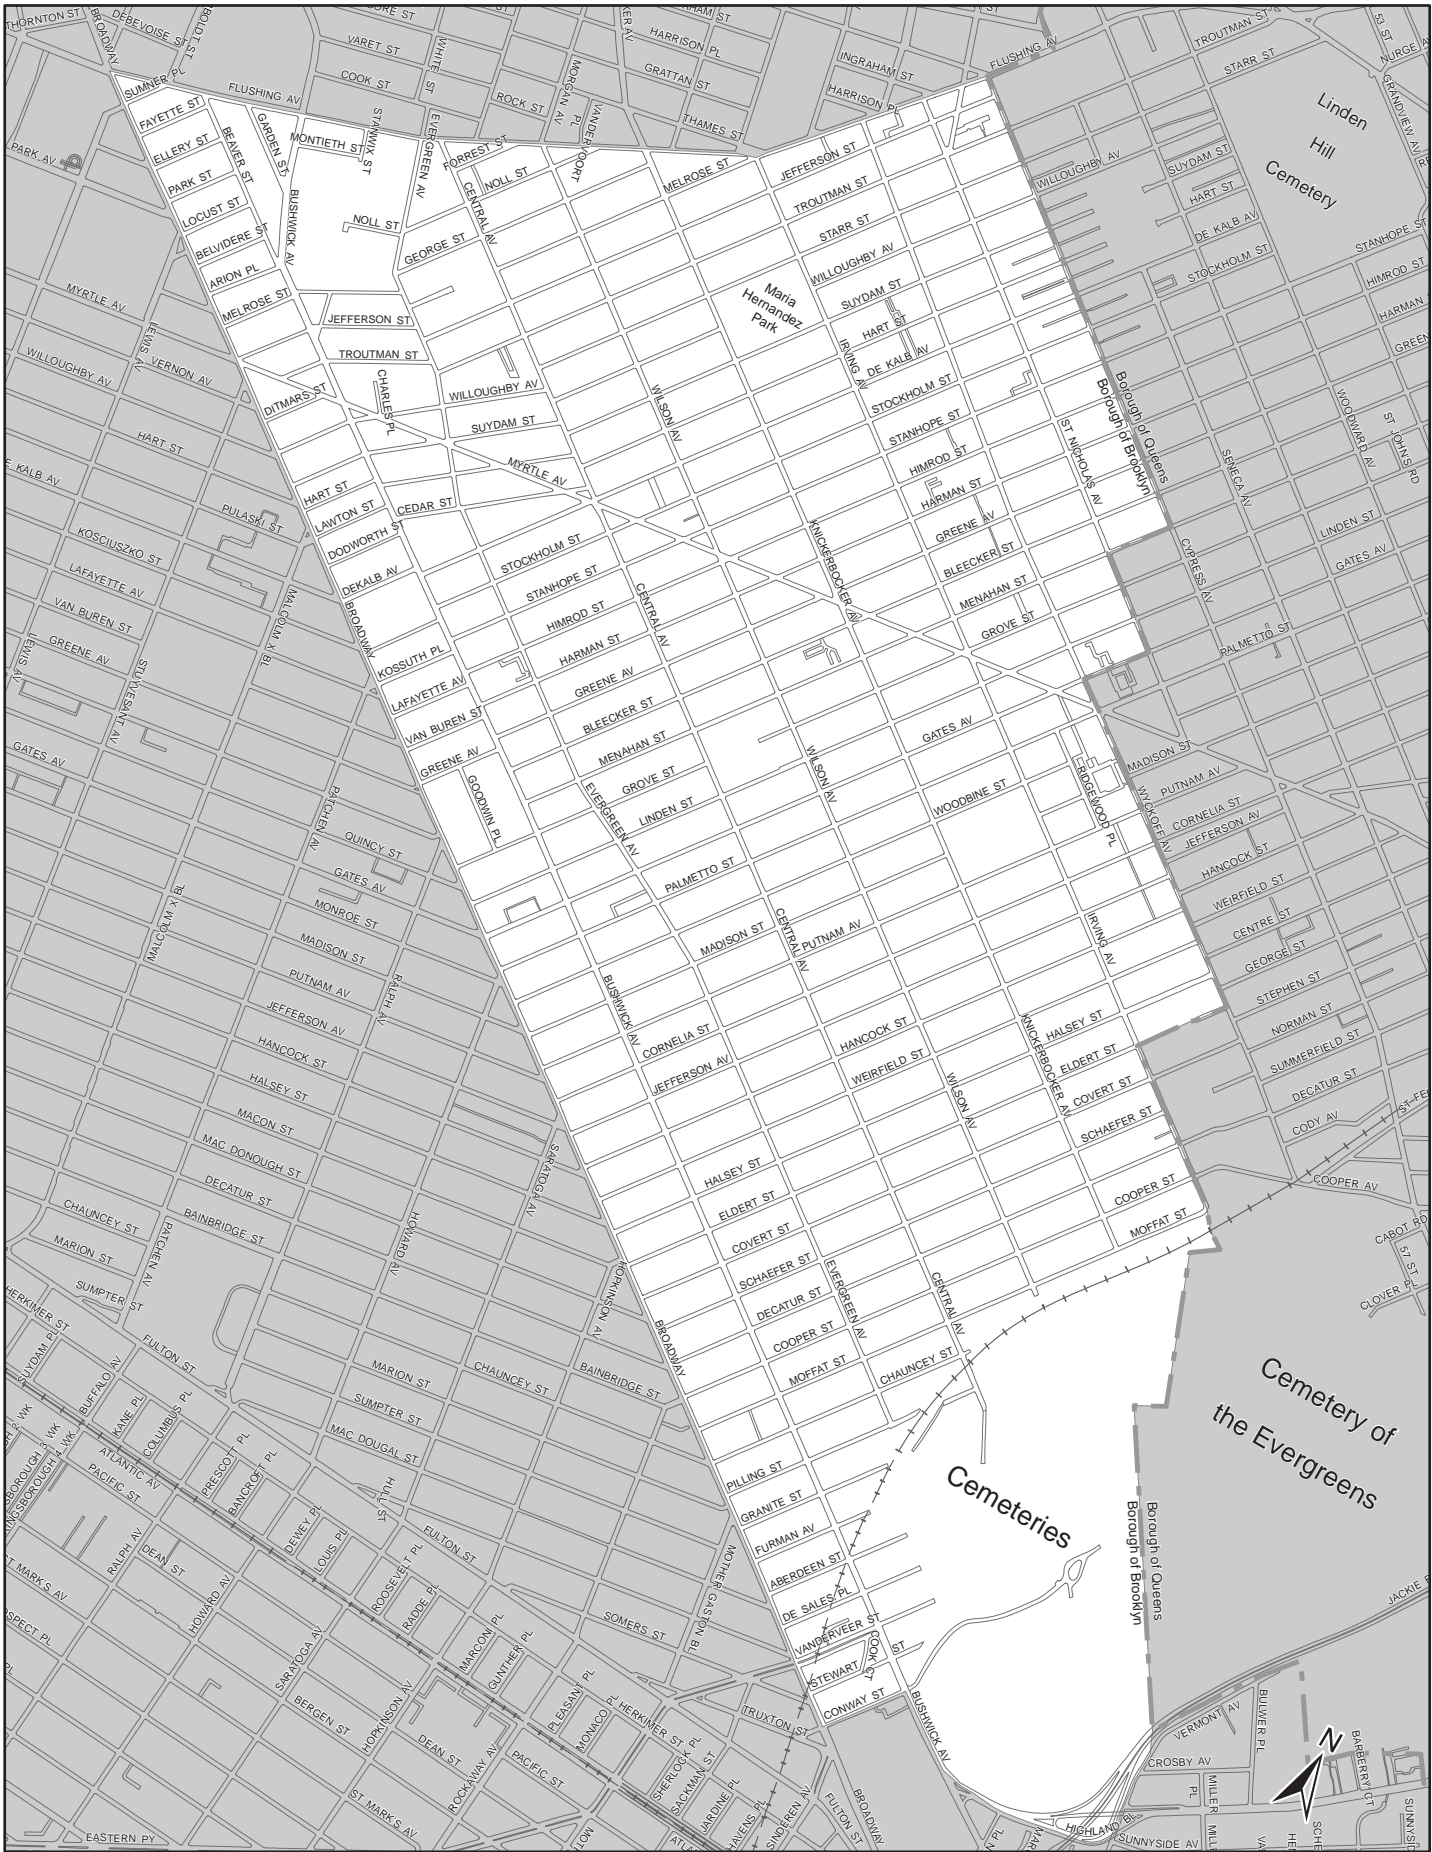 THORNTON ST
BROADWAY
DEBEVOISE ST
VARET ST
WHITE ST
HARRISON PL
GRATTAN ST
INGRAHAM ST
HARRISON PL
FLUSHING AV
TROUTMAN ST
STARR ST
53 ST
GRANDVIEW AV
SUMNER PL
COOK ST
FLUSHING AV
ROCK ST
MORGAN AV
VANDERVOORT PL
THAMES ST
Linden
Hill
Cemetery
FAYETTE ST
ELLERY ST
PARK ST
LOCUST ST
BELVIDERE ST
ARION PL
MELROSE ST
BEAVER ST
GARDEN ST
MONTIETH ST
STANWIX ST
EVERGREEN AV
FORREST ST
NOLL ST
CENTRAL AV
BUSHWICK AV
NOLL ST
GEORGE ST
MELROSE ST
JEFFERSON ST
TROUTMAN ST
STARR ST
WILLOUGHBY AV
SUYDAM ST
HART ST
DE KALB AV
STOCKHOLM ST
STANHOPE ST
HIMROD ST
HARMAN ST
GREENE AV
BLEECKER ST
MENAHAN ST
GROVE ST
PARK AV
MYRTLE AV
WILLOUGHBY AV
LEWIS AV
VERNON AV
HART ST
PULASKI ST
KOSCIUSZKO ST
LAFAYETTE AV
VAN BUREN ST
GREENE AV
LEWIS AV
STUYVESANT AV
MALCOLM X BL
GATES AV
Maria
Hernandez
Park
IRVING AV
WILLOUGHBY AV
SUYDAM ST
HART ST
DE KALB AV
STOCKHOLM ST
STANHOPE ST
HIMROD ST
HARMAN
Borough of Queens
Borough of Brooklyn
ST NICHOLAS AV
SENECA AV
WOODWARD AV
ST JOHNS RD
CYPRESS AV
LINDEN ST
GATES AV
PALMETTO ST
JEFFERSON ST
TROUTMAN ST
CHARLES PL
WILLOUGHBY AV
SUYDAM ST
MYRTLE AV
WILSON AV
DITMARS ST
HART ST
LAWTON ST
CEDAR ST
DODWORTH ST
DEKALB AV
BROADWAY
KOSSUTH PL
LAFAYETTE AV
VAN BUREN ST
GREENE AV
GOODWIN PL
STOCKHOLM ST
STANHOPE ST
HIMROD ST
HARMAN ST
GREENE AV
BLEECKER ST
MENAHAN ST
GROVE ST
LINDEN ST
CENTRAL AV
KNICKERBOCKER AV
EVERGREEN AV
PALMETTO ST
MADISON ST
PUTNAM AV
CENTRAL AV
WILSON AV
GATES AV
WOODBINE ST
RIDGEWOOD PL
IRVING AV
WYCKOFF AV
MADISON ST
PUTNAM AV
CORNELIA ST
JEFFERSON AV
HANCOCK ST
WEIRFIELD ST
CENTRE ST
GEORGE ST
STEPHEN ST
NORMAN ST
SUMMERFIELD ST
DECATUR ST
CODY AV
COOPER AV
CABOT RD
57 ST
CLOVER PL
PATCHEN AV
QUINCY ST
GATES AV
MONROE ST
MADISON ST
PUTNAM AV
JEFFERSON AV
HANCOCK ST
HALSEY ST
MACON ST
MAC DONOUGH ST
DECATUR ST
BAINBRIDGE ST
MALCOLM X BL
RALPH AV
SARATOGA AV
HOWARD AV
HOPKINSON AV
CHAUNCEY ST
MARION ST
SUMPTER ST
PATCHEN AV
BUSHWICK AV
CORNELIA ST
JEFFERSON AV
HANCOCK ST
WEIRFIELD ST
HALSEY ST
ELDERT ST
COVERT ST
SCHAEFER ST
DECATUR ST
COOPER ST
MOFFAT ST
CHAUNCEY ST
EVERGREEN AV
CENTRAL AV
WILSON AV
KNICKERBOCKER AV
HALSEY ST
ELDERT ST
COVERT ST
SCHAEFER ST
COOPER ST
MOFFAT ST
BROADWAY
PILLING ST
GRANITE ST
FURMAN AV
ABERDEEN ST
DE SALES PL
VANDERVEER ST
STEWART ST
COOK CT
CONWAY ST
BUSHWICK AV
Cemeteries
Cemetery of
the Evergreens
Borough of Queens
Borough of Brooklyn
HERKIMER ST
SUYDAM PL
BUFFALO AV
KANE PL
COLUMBUS PL
PRESCOTT PL
BANCROFT PL
DEWEY PL
LOUIS PL
ROOSEVELT PL
RADDE PL
MARCONI PL
GUNTHER PL
PLEASANT PL
MONACO PL
SHERLOCK PL
SACKMAN ST
JARDINE PL
HAVENS PL
SINDEREN AV
FULTON ST
MARION ST
CHAUNCEY ST
BAINBRIDGE ST
SUMPTER ST
MAC DOUGAL ST
HULL ST
FULTON ST
SOMERS ST
MOTHER GASTON BL
TRUXTON ST
HERKIMER ST
FULTON ST
BROADWAY
ATLANTIC AV
PACIFIC ST
RALPH AV
DEAN ST
HOWARD AV
SARATOGA AV
BERGEN ST
HOPKINSON AV
DEAN ST
ROCKAWAY AV
PACIFIC ST
ST MARK'S AV
EASTERN PY
VERMONT AV
BULWER PL
CROSBY AV
MILLER PL
HIGHLAND BL
SUNNYSIDE AV
BARBERRY CT
N